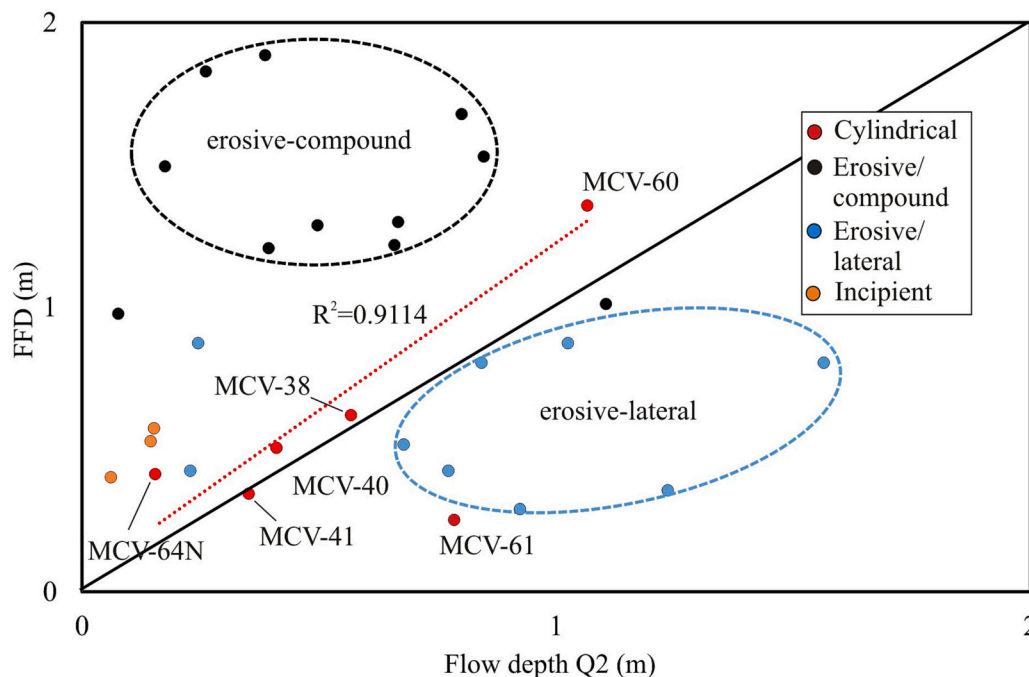 2
erosive-compound
Cylindrical
Erosive/
compound
Erosive/
lateral
Incipient
MCV-60
FFD (m)
1
R²=0.9114
MCV-38
erosive-lateral
MCV-40
MCV-64N
MCV-41
MCV-61
0
0
1
2
Flow depth Q2 (m)